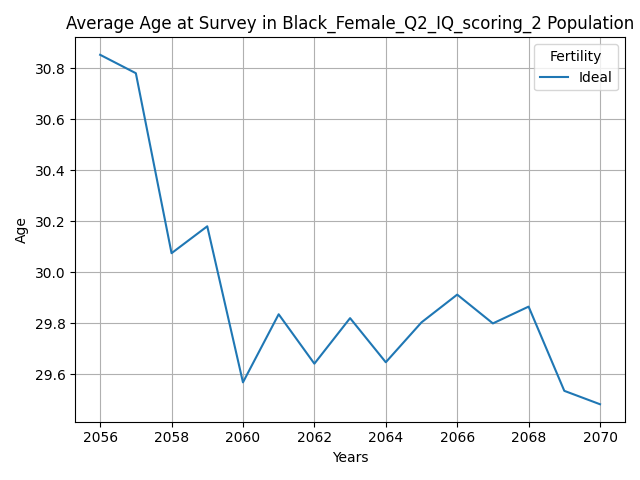 Average Age at Survey in Black_Female_Q2_IQ_scoring_2 Population
Fertility
Ideal
30.8
30.6
30.4
30.2
30.0
29.8
29.6
Age
2056 2058 2060 2062 2064 2066 2068 2070
Years